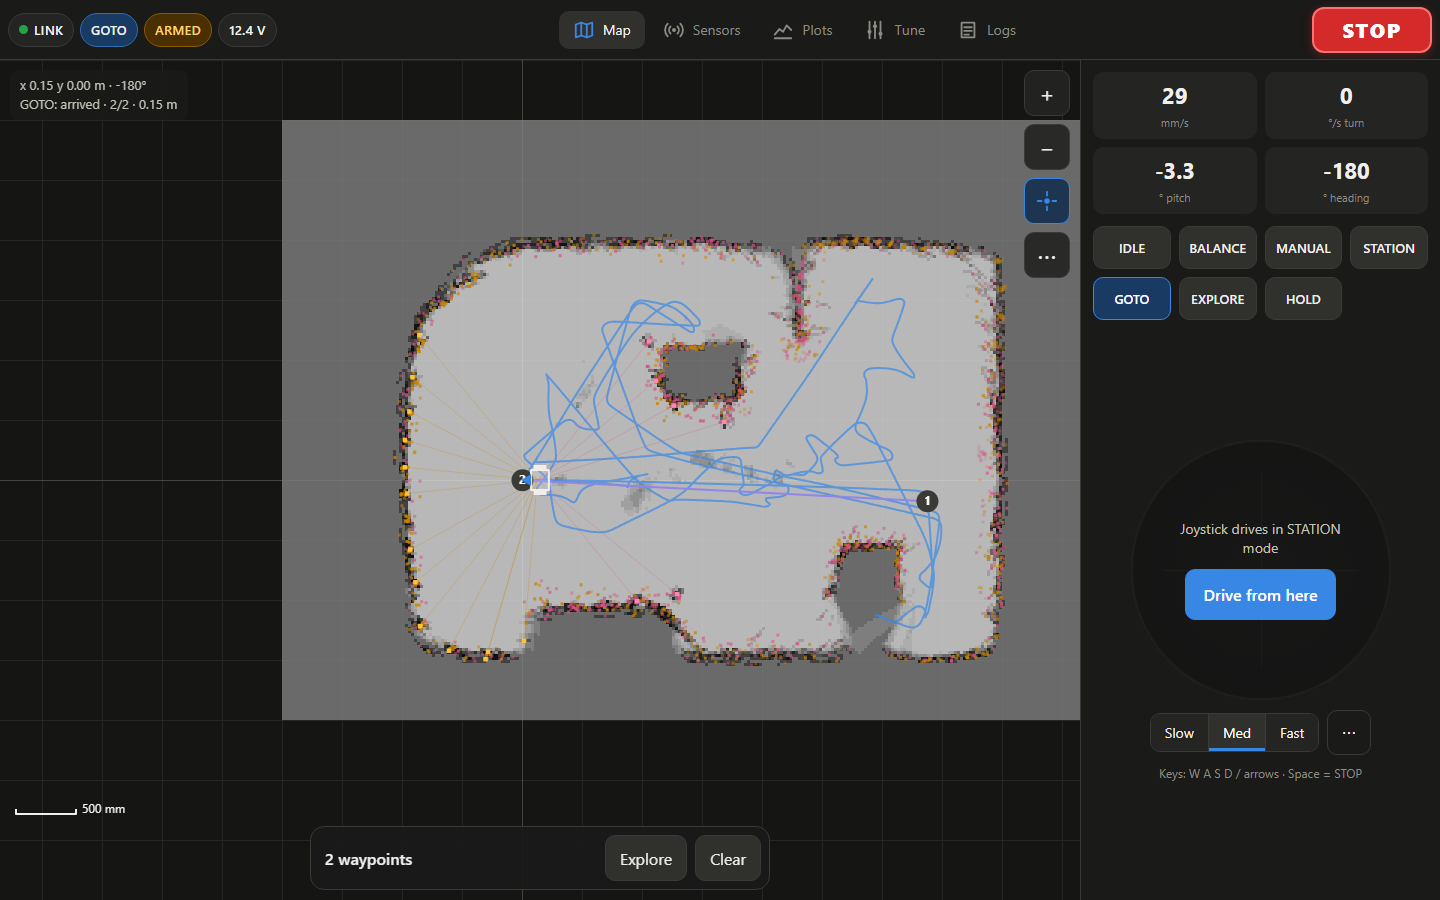 LINK
GOTO
ARMED
12.4 V
Map
Sensors
Plots
Tune
Logs
STOP
x 0.15 y 0.00 m · -180°
GOTO: arrived · 2/2 · 0.15 m
+
−
···
29
mm/s
0
°/s turn
-3.3
° pitch
-180
° heading
IDLE
BALANCE
MANUAL
STATION
GOTO
EXPLORE
HOLD
2
1
Joystick drives in STATION
mode
Drive from here
Slow
Med
Fast
···
Keys: W A S D / arrows · Space = STOP
500 mm
2 waypoints
Explore
Clear